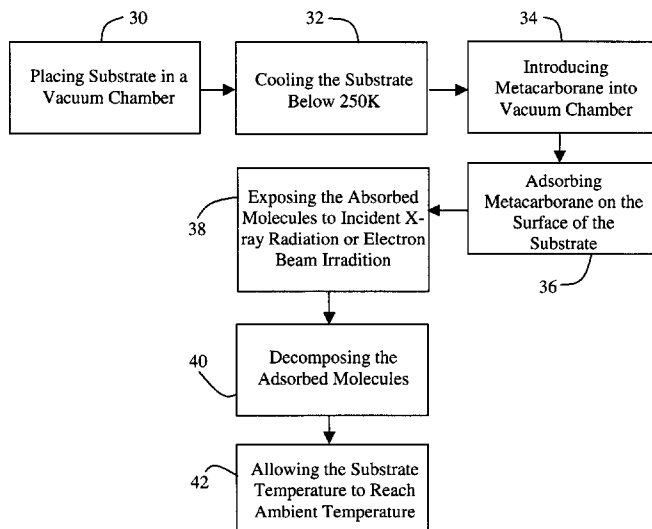 30
Placing Substrate in a
Vacuum Chamber
32
Cooling the Substrate
Below 250K
34
Introducing
Metacarborane into
Vacuum Chamber
Adsorbing
Metacarborane on the
Surface of the
Substrate
36
Exposing the Absorbed
Molecules to Incident X-
ray Radiation or Electron
Beam Irradition
38
Decomposing the
Adsorbed Molecules
40
Allowing the Substrate
Temperature to Reach
Ambient Temperature
42